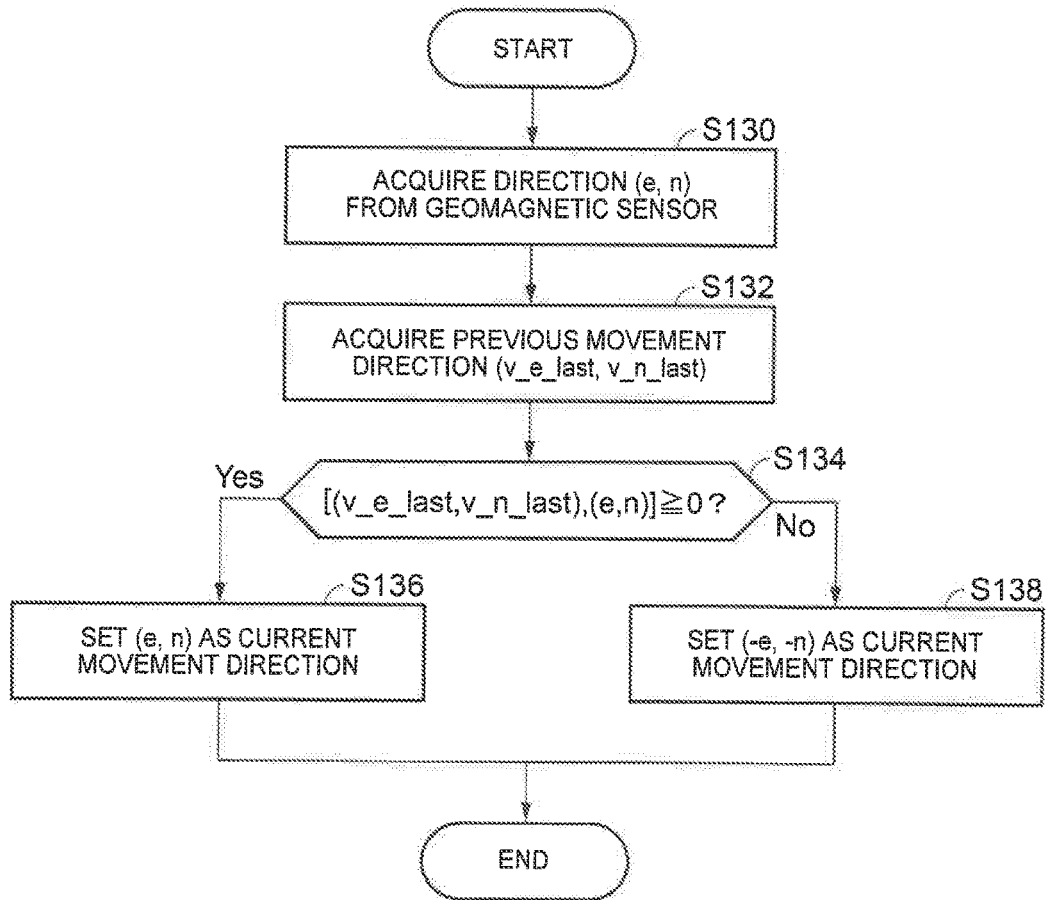 START
S130
ACQUIRE DIRECTION (e, n)
FROM GEOMAGNETIC SENSOR
S132
ACQUIRE PREVIOUS MOVEMENT
DIRECTION (v_e_last, v_n_last)
S134
Yes
[(v_e_last,v_n_last),(e,n)]≧0?
No
S136
SET (e, n) AS CURRENT
MOVEMENT DIRECTION
S138
SET (-e, -n) AS CURRENT
MOVEMENT DIRECTION
END